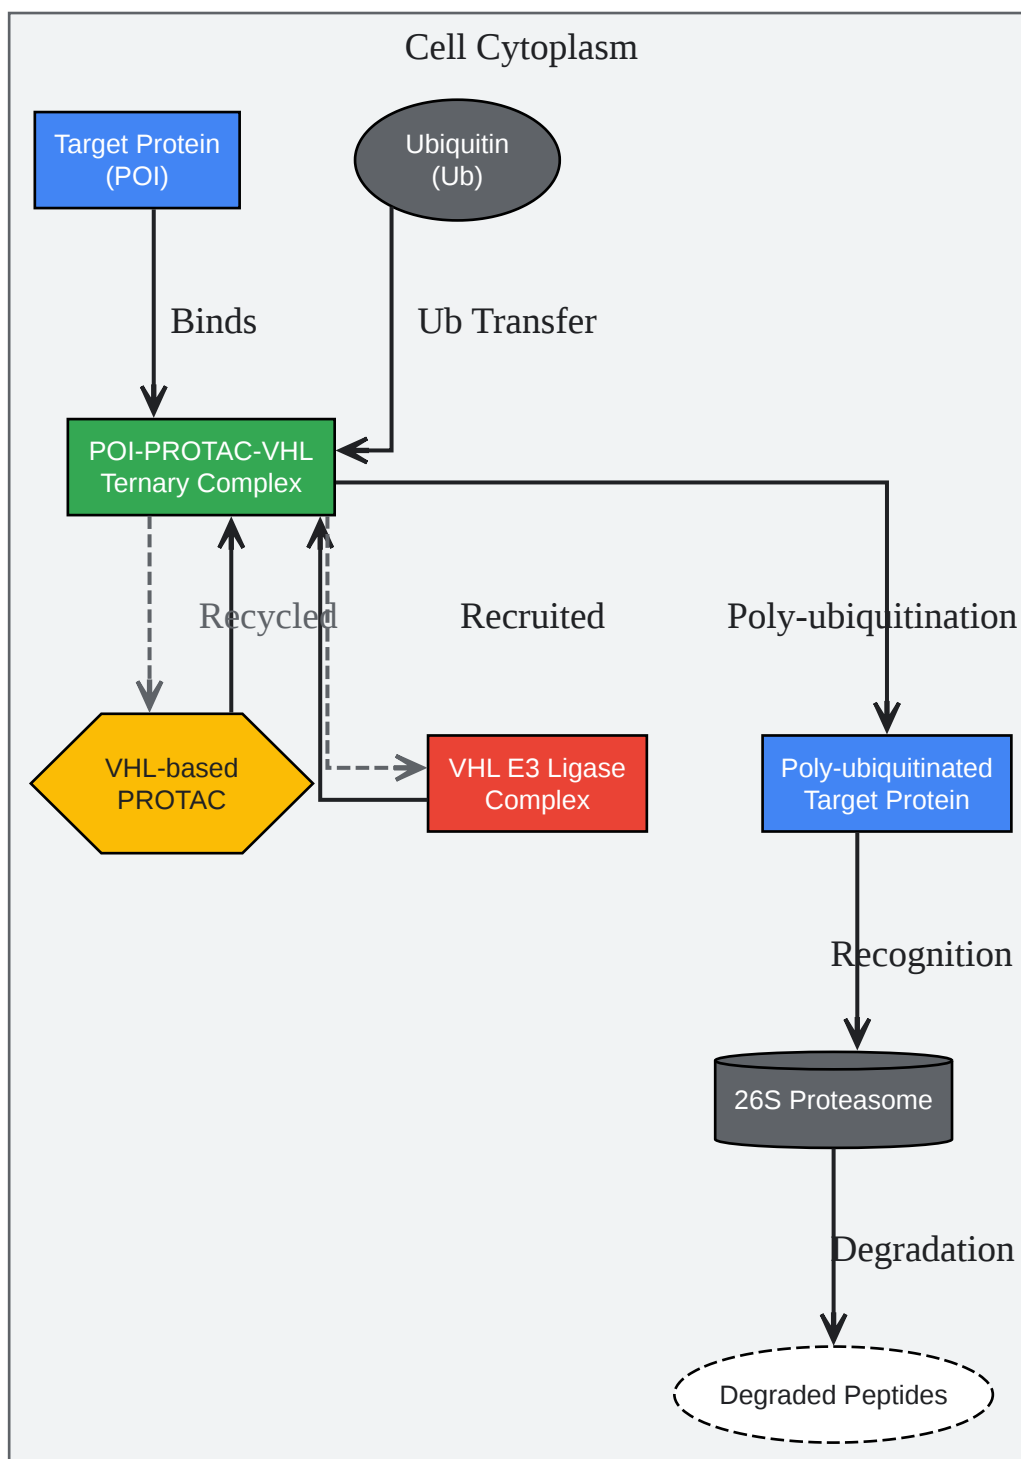 Cell Cytoplasm
Target Protein
(POI)
Ubiquitin
(Ub)
Binds
Ub Transfer
POI-PROTAC-VHL
Ternary Complex
Recycled
Recruited
Poly-ubiquitination
VHL-based
PROTAC
VHL E3 Ligase
Complex
Poly-ubiquitinated
Target Protein
Recognition
26S Proteasome
Degradation
Degraded Peptides